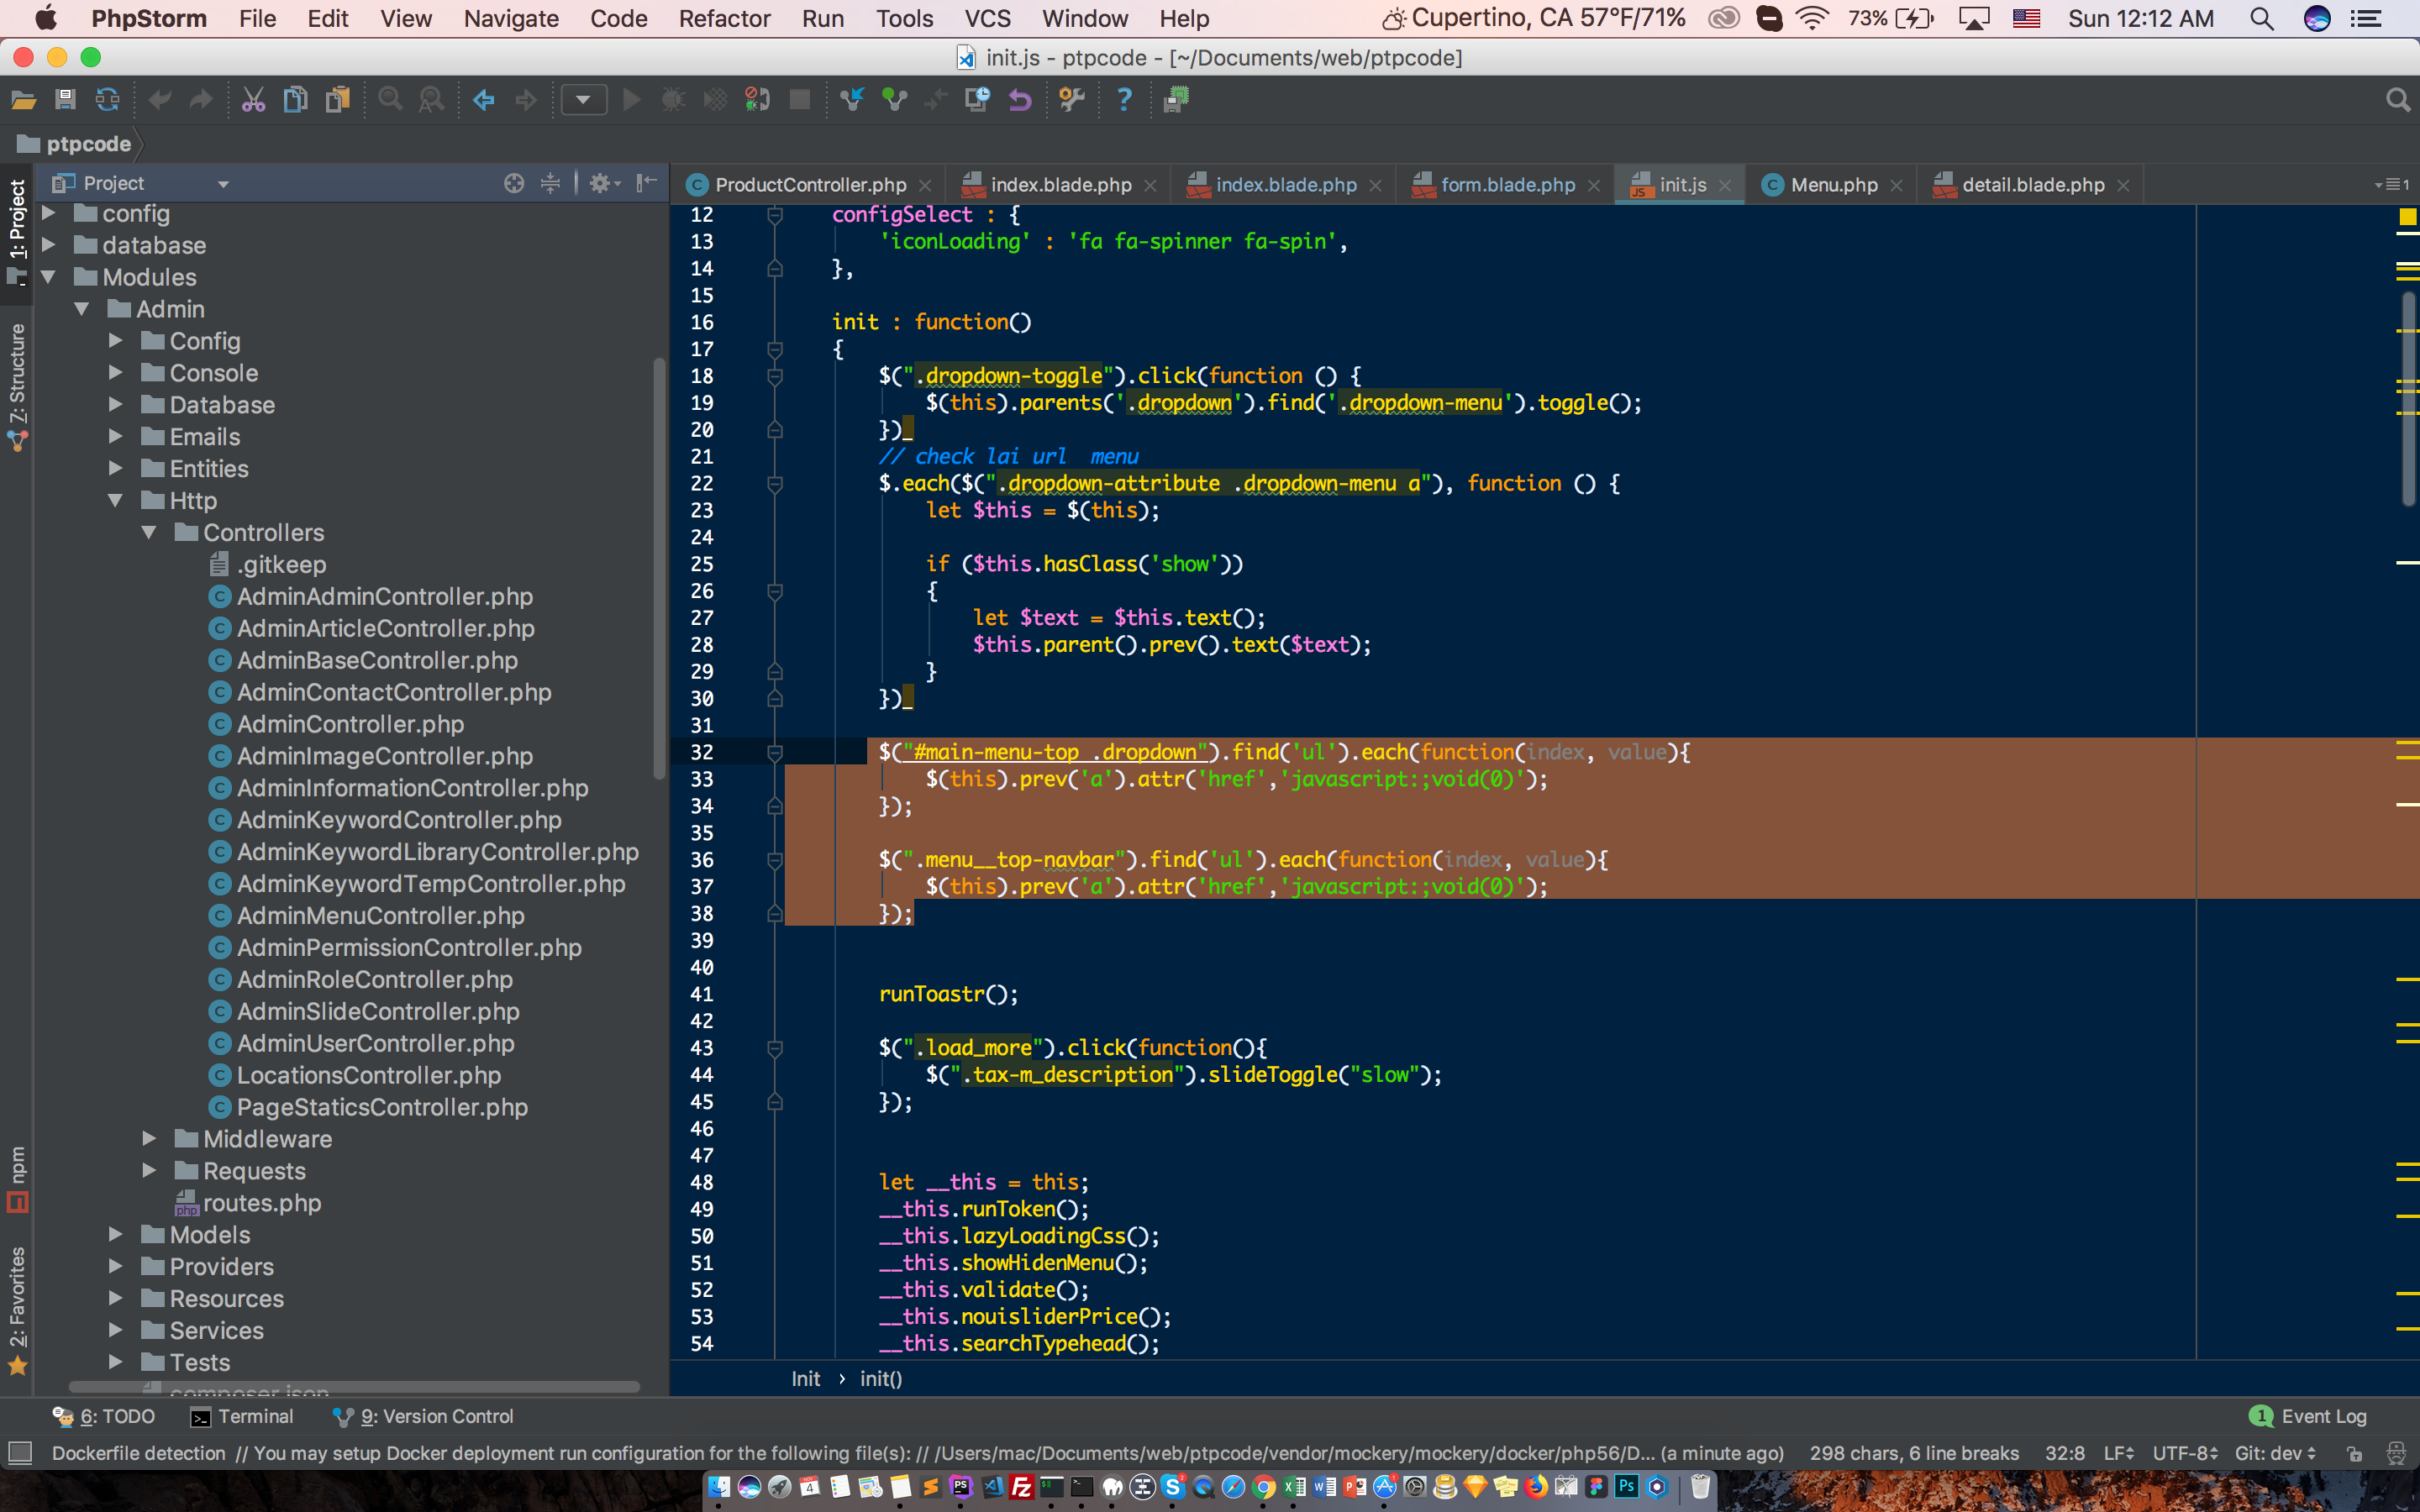 PhpStorm File Edit View Navigate Code Refactor Run Tools VCS Window Help Cupertino, CA 57°F/71% 73% Sun 12:12 AM
init.js - ptpcode - [~/Documents/web/ptpcode]
ptpcode
1: Project
Z: Structure
npm
2: Favorites
Project
config
database
Modules
Admin
Config
Console
Database
Emails
Entities
Http
Controllers
.gitkeep
AdminAdminController.php
AdminArticleController.php
AdminBaseController.php
AdminContactController.php
AdminController.php
AdminImageController.php
AdminInformationController.php
AdminKeywordController.php
AdminKeywordLibraryController.php
AdminKeywordTempController.php
AdminMenuController.php
AdminPermissionController.php
AdminRoleController.php
AdminSlideController.php
AdminUserController.php
LocationsController.php
PageStaticsController.php
Middleware
Requests
routes.php
Models
Providers
Resources
Services
Tests
composer.json
ProductController.php index.blade.php index.blade.php form.blade.php init.js Menu.php detail.blade.php 1
12 configSelect : {
13 'iconLoading' : 'fa fa-spinner fa-spin',
14 },
15
16 init : function()
17 {
18 $(".dropdown-toggle").click(function () {
19 $(this).parents('.dropdown').find('.dropdown-menu').toggle();
20 })
21 // check lai url  menu
22 $.each($(".dropdown-attribute .dropdown-menu a"), function () {
23 let $this = $(this);
24
25 if ($this.hasClass('show'))
26 {
27 let $text = $this.text();
28 $this.parent().prev().text($text);
29 }
30 })
31
32 $("#main-menu-top .dropdown").find('ul').each(function(index, value){
33 $(this).prev('a').attr('href','javascript:;void(0)');
34 });
35
36 $(".menu__top-navbar").find('ul').each(function(index, value){
37 $(this).prev('a').attr('href','javascript:;void(0)');
38 });
39
40
41 runToastr();
42
43 $(".load_more").click(function(){
44 $(".tax-m_description").slideToggle("slow");
45 });
46
47
48 let __this = this;
49 __this.runToken();
50 __this.lazyLoadingCss();
51 __this.showHidenMenu();
52 __this.validate();
53 __this.nouisliderPrice();
54 __this.searchTypehead();
Init › init()
6: TODO Terminal 9: Version Control 1 Event Log
Dockerfile detection // You may setup Docker deployment run configuration for the following file(s): // /Users/mac/Documents/web/ptpcode/vendor/mockery/mockery/docker/php56/D... (a minute ago) 298 chars, 6 line breaks 32:8 LF UTF-8 Git: dev